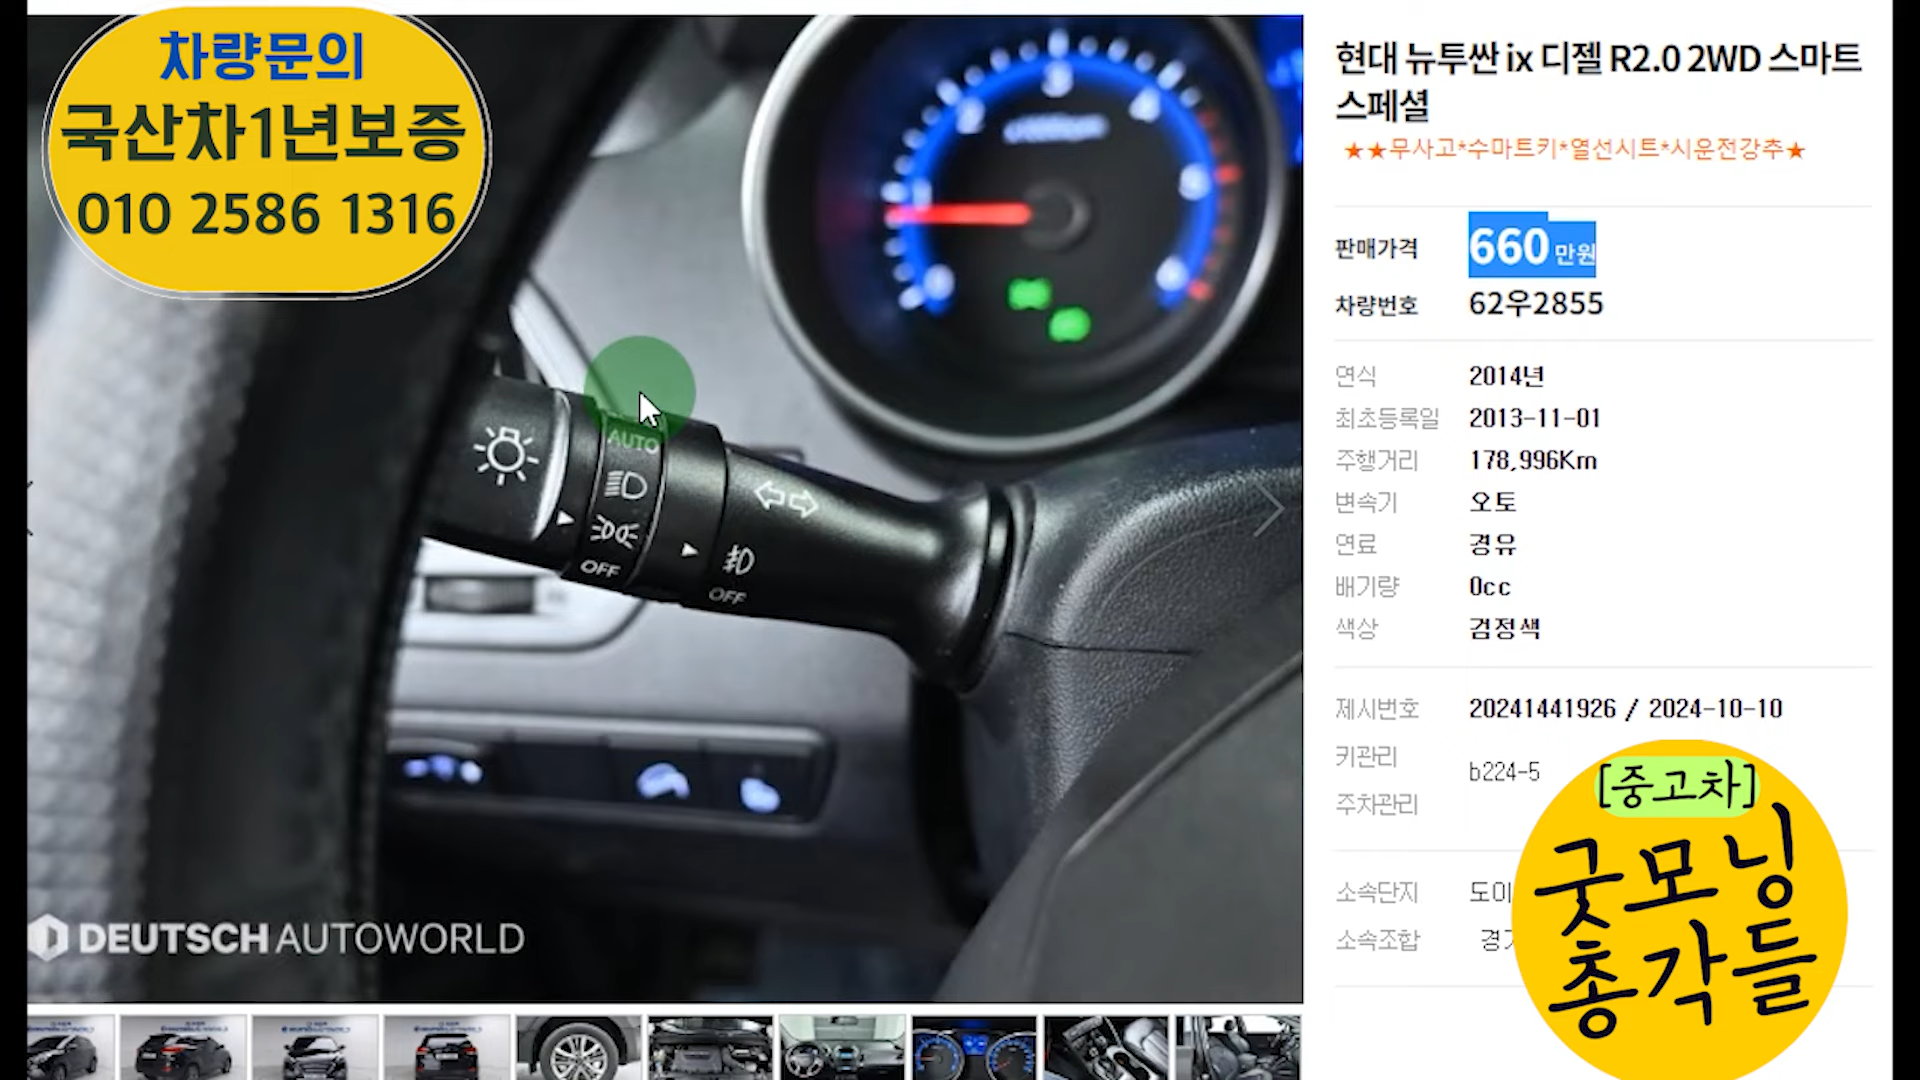 차량문의
국산차1년보증
010 2586 1316
AUTO
OFF
OFF
DEUTSCH AUTOWORLD
현대 뉴투싼 ix 디젤 R2.0 2WD 스마트
스페셜
★★무사고*수마트키*열선시트*시운전강추★
판매가격 660 만원
차량번호 62우2855
연식 2014년
최초등록일 2013-11-01
주행거리 178,996Km
변속기 오토
연료 경유
배기량 0cc
색상 검정색
제시번호 20241441926 / 2024-10-10
키관리 b224-5
주차관리
소속단지 도이
소속조합 경기
[중고차]
굿모닝
총각들